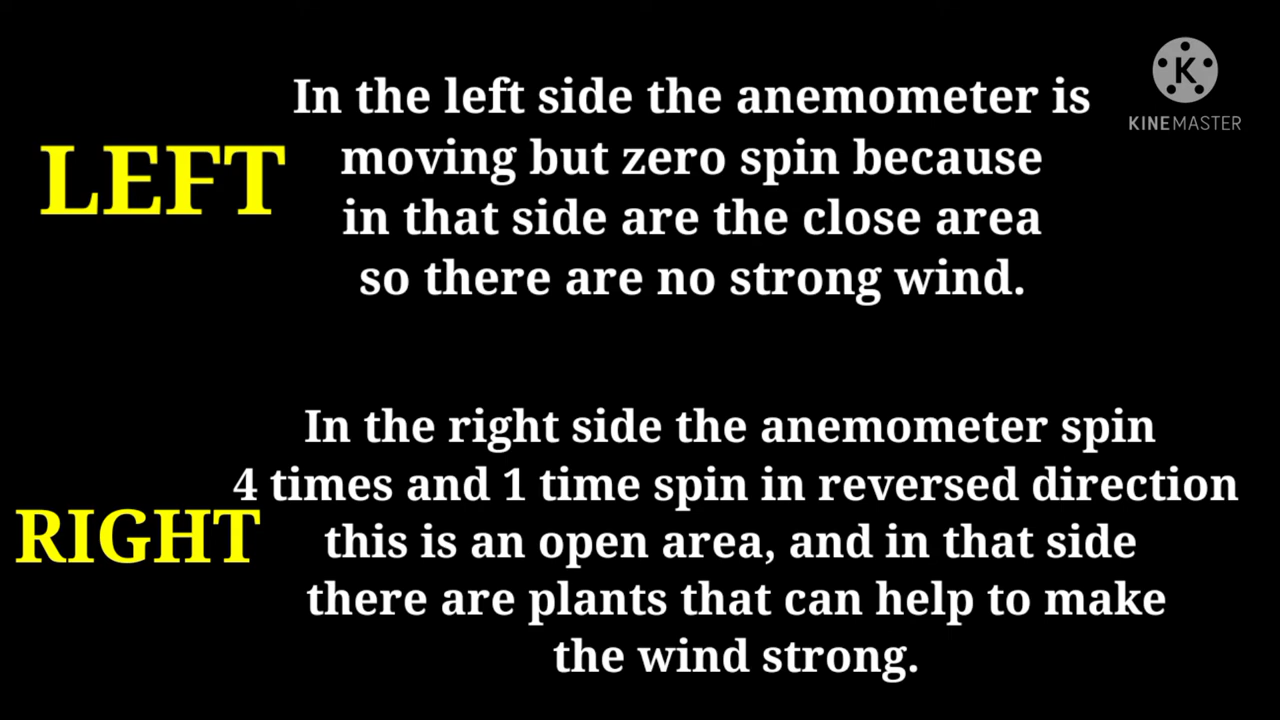 In the left side the anemometer is
moving but zero spin because
in that side are the close area
so there are no strong wind.
LEFT
KINEMASTER
In the right side the anemometer spin
4 times and 1 time spin in reversed direction
this is an open area, and in that side
there are plants that can help to make
the wind strong.
RIGHT